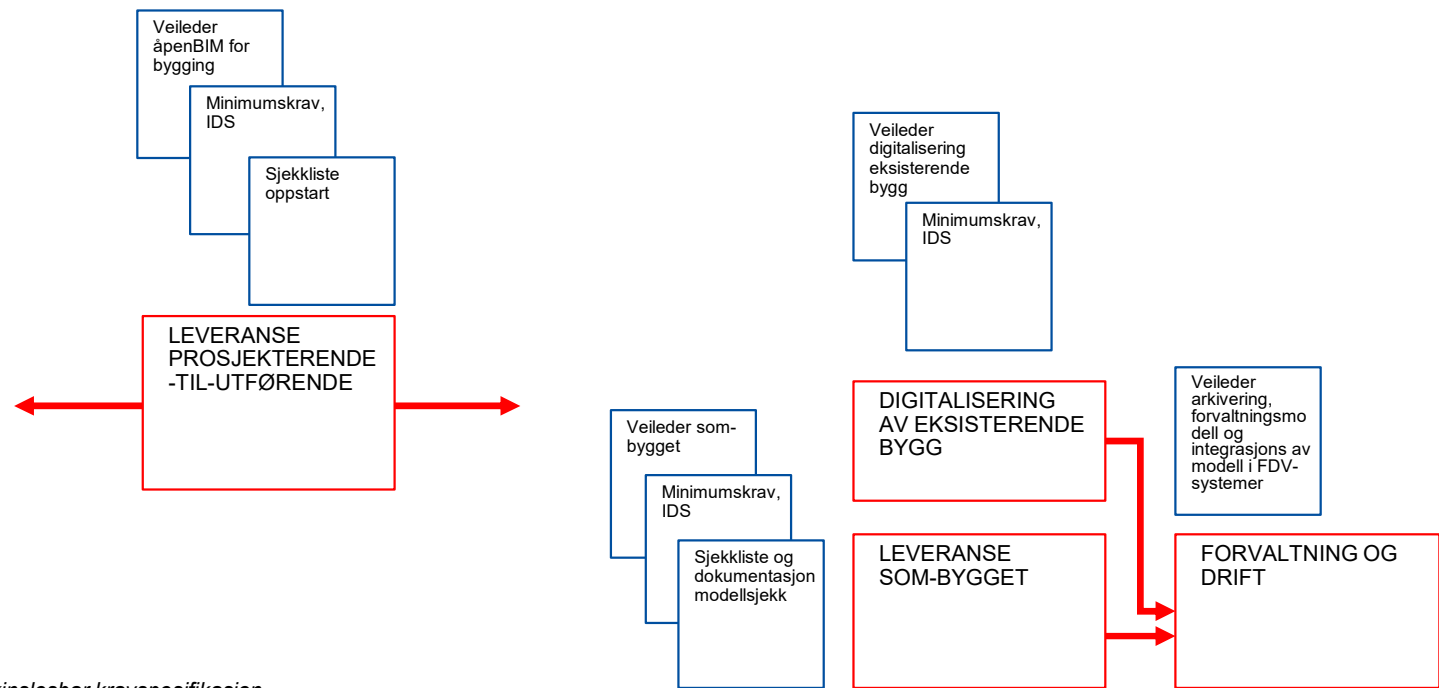 Veileder
åpenBIM for
bygging
Minimumskrav,
IDS
Sjekkliste
oppstart
LEVERANSE
PROSJEKTERENDE
-TIL-UTFØRENDE
Veileder
digitalisering
eksisterende
bygg
Minimumskrav,
IDS
DIGITALISERING
AV EKSISTERENDE
BYGG
Veileder som-
bygget
Minimumskrav,
IDS
Sjekkliste og
dokumentasjon
modellsjekk
LEVERANSE
SOM-BYGGET
Veileder
arkivering,
forvaltningsmo
dell og
integrasjons av
modell i FDV-
systemer
FORVALTNING OG
DRIFT
kravspesifikasjon